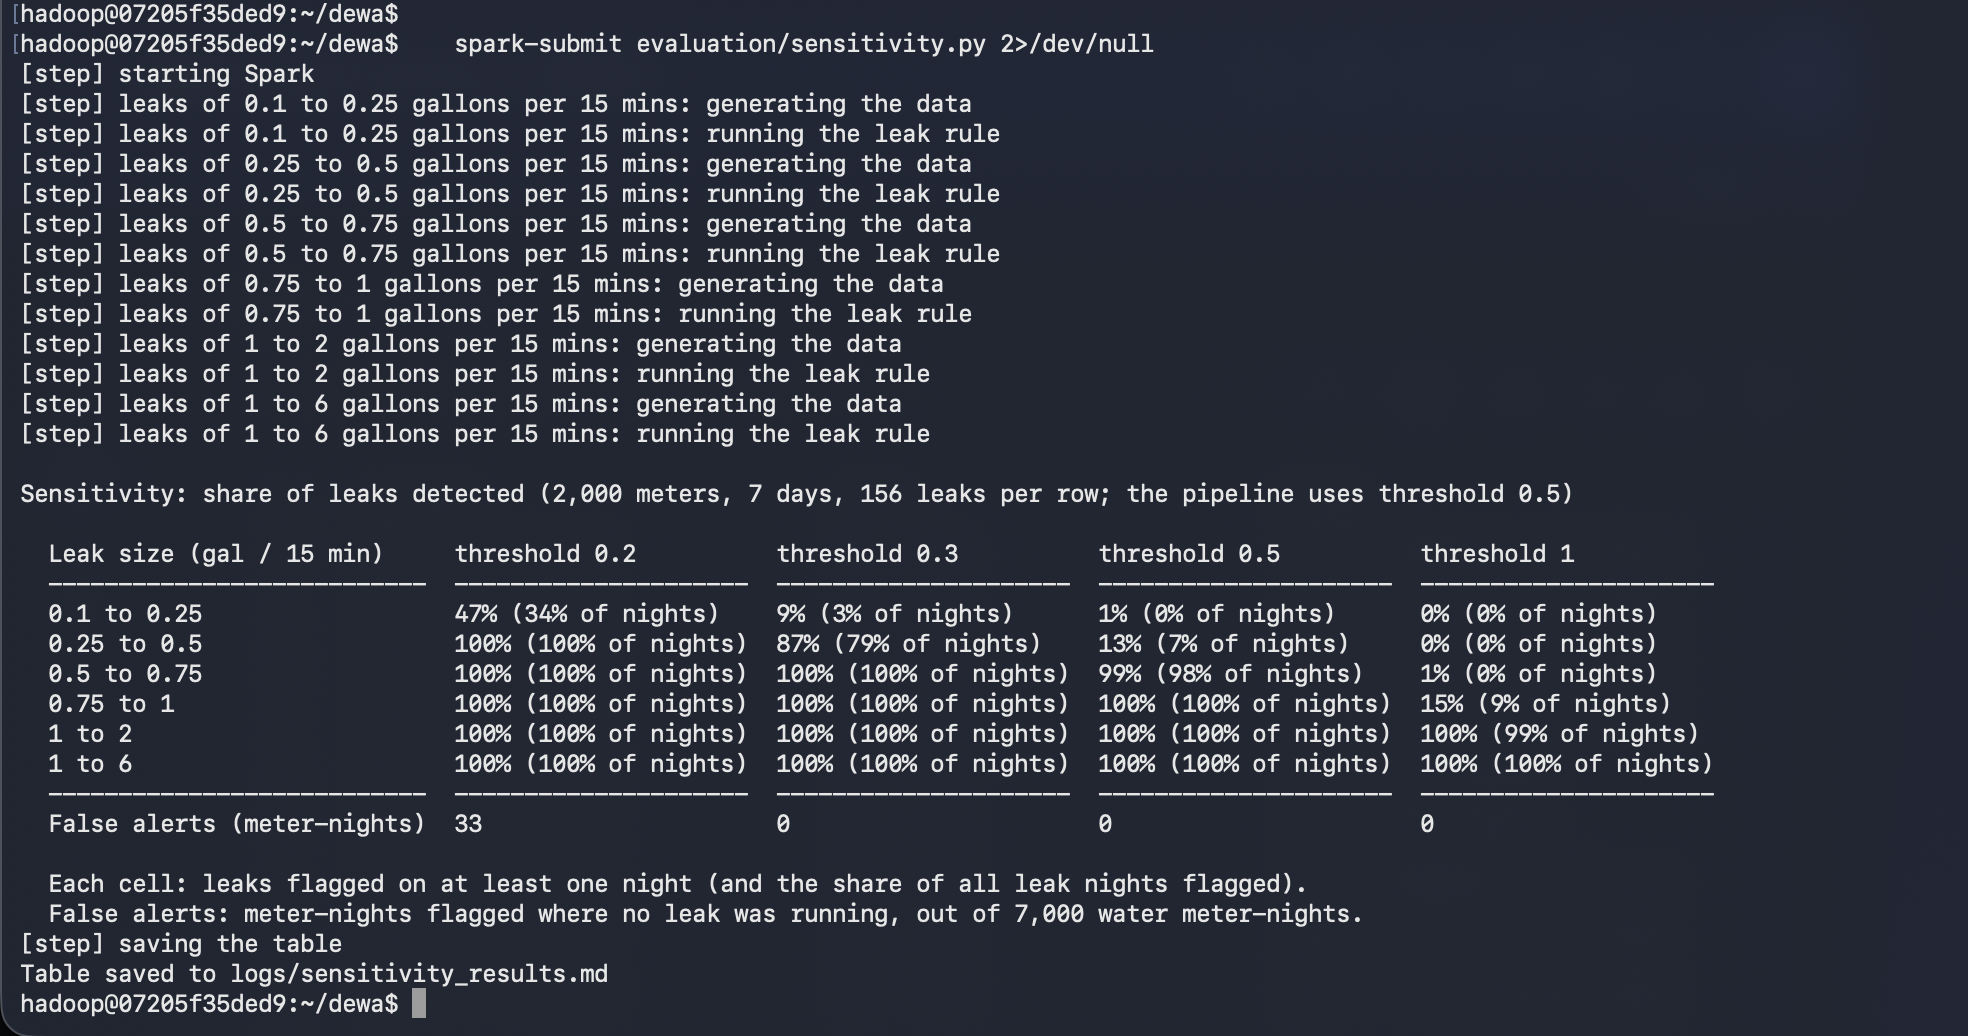 [hadoop@07205f35ded9:~/dewa$
[hadoop@07205f35ded9:~/dewa$    spark-submit evaluation/sensitivity.py 2>/dev/null
[step] starting Spark
[step] leaks of 0.1 to 0.25 gallons per 15 mins: generating the data
[step] leaks of 0.1 to 0.25 gallons per 15 mins: running the leak rule
[step] leaks of 0.25 to 0.5 gallons per 15 mins: generating the data
[step] leaks of 0.25 to 0.5 gallons per 15 mins: running the leak rule
[step] leaks of 0.5 to 0.75 gallons per 15 mins: generating the data
[step] leaks of 0.5 to 0.75 gallons per 15 mins: running the leak rule
[step] leaks of 0.75 to 1 gallons per 15 mins: generating the data
[step] leaks of 0.75 to 1 gallons per 15 mins: running the leak rule
[step] leaks of 1 to 2 gallons per 15 mins: generating the data
[step] leaks of 1 to 2 gallons per 15 mins: running the leak rule
[step] leaks of 1 to 6 gallons per 15 mins: generating the data
[step] leaks of 1 to 6 gallons per 15 mins: running the leak rule
Sensitivity: share of leaks detected (2,000 meters, 7 days, 156 leaks per row; the pipeline uses threshold 0.5)
Leak size (gal / 15 min)     threshold 0.2          threshold 0.3          threshold 0.5          threshold 1
0.1 to 0.25                  47% (34% of nights)    9% (3% of nights)      1% (0% of nights)      0% (0% of nights)
0.25 to 0.5                  100% (100% of nights)  87% (79% of nights)    13% (7% of nights)     0% (0% of nights)
0.5 to 0.75                  100% (100% of nights)  100% (100% of nights)  99% (98% of nights)    1% (0% of nights)
0.75 to 1                    100% (100% of nights)  100% (100% of nights)  100% (100% of nights)  15% (9% of nights)
1 to 2                       100% (100% of nights)  100% (100% of nights)  100% (100% of nights)  100% (99% of nights)
1 to 6                       100% (100% of nights)  100% (100% of nights)  100% (100% of nights)  100% (100% of nights)
False alerts (meter-nights)  33                     0                      0                      0
Each cell: leaks flagged on at least one night (and the share of all leak nights flagged).
False alerts: meter-nights flagged where no leak was running, out of 7,000 water meter-nights.
[step] saving the table
Table saved to logs/sensitivity_results.md
hadoop@07205f35ded9:~/dewa$